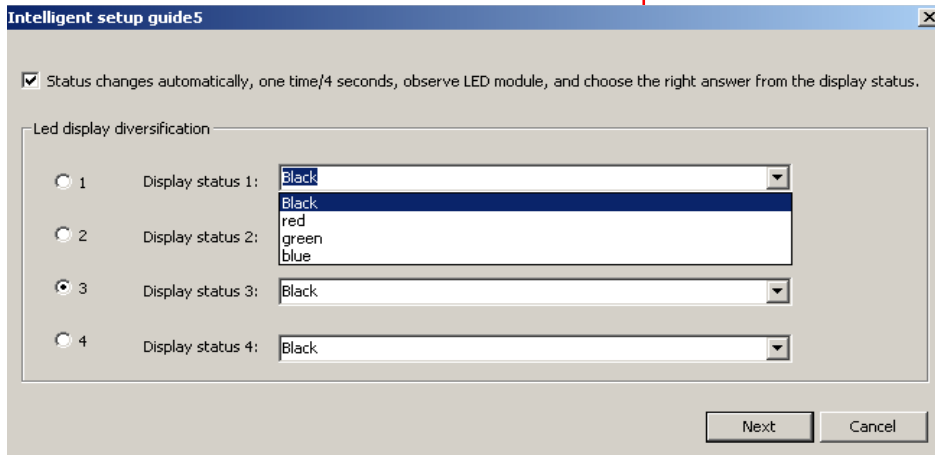 Intelligent setup guide5
Status changes automatically, one time/4 seconds, observe LED module, and choose the right answer from the display status.
Led display diversification
1 Display status 1: Black
Black
red
2 Display status 2: green
blue
3 Display status 3: Black
4 Display status 4: Black
Next Cancel